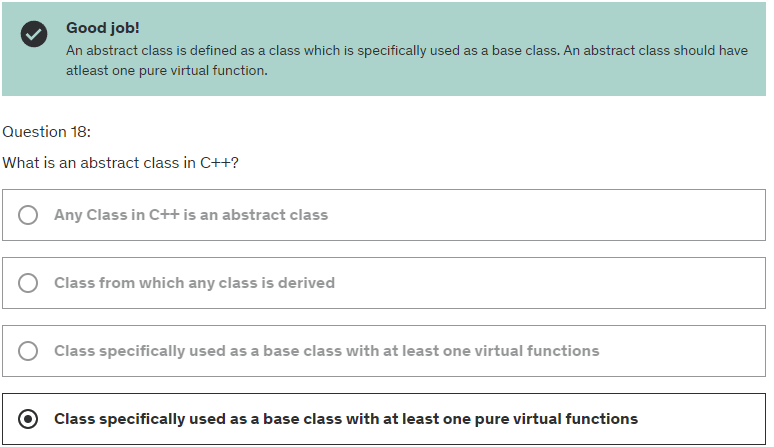 Good job!
An abstract class is defined as a class which is specifically used as a base class. An abstract class should have
atleast one pure virtual function.
Question 18:
What is an abstract class in C++?
Any Class in C++ is an abstract class
Class from which any class is derived
Class specifically used as a base class with at least one virtual functions
Class specifically used as a base class with at least one pure virtual functions